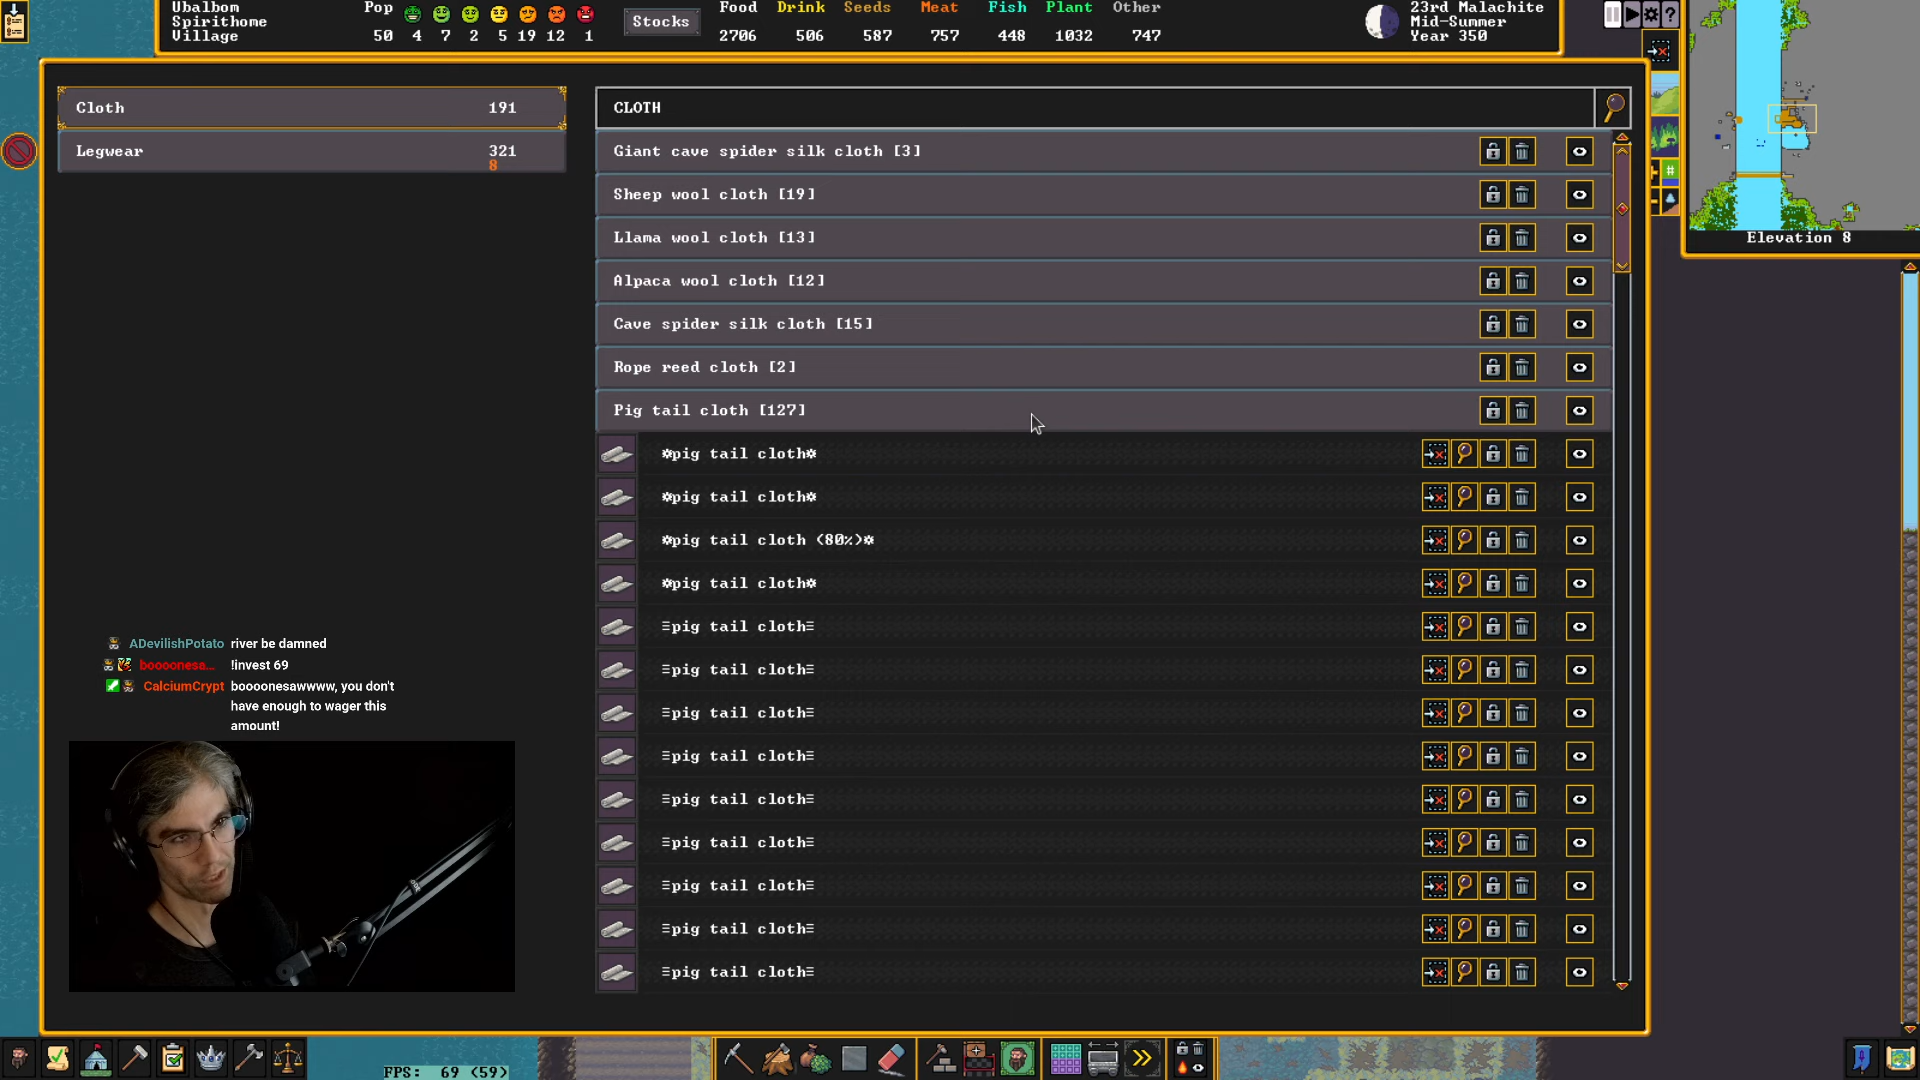 Ubalbom
Spirithome
Village
Pop
50 4 7 2 5 19 12 1
Stocks
Food Drink Seeds Meat Fish Plant Other
2706 506 587 757 448 1032 747
23rd Malachite
Mid-Summer
Year 350
Elevation 8
Cloth 191
Legwear 321
8
CLOTH
Giant cave spider silk cloth [3]
Sheep wool cloth [19]
Llama wool cloth [13]
Alpaca wool cloth [12]
Cave spider silk cloth [15]
Rope reed cloth [2]
Pig tail cloth [127]
☼pig tail cloth☼
☼pig tail cloth☼
☼pig tail cloth (80%)☼
☼pig tail cloth☼
≡pig tail cloth≡
≡pig tail cloth≡
≡pig tail cloth≡
≡pig tail cloth≡
≡pig tail cloth≡
≡pig tail cloth≡
≡pig tail cloth≡
≡pig tail cloth≡
≡pig tail cloth≡
ADevilishPotato river be damned
boooonesa... !invest 69
CalciumCrypt boooonesawwww, you don't
have enough to wager this
amount!
FPS: 69 (59)